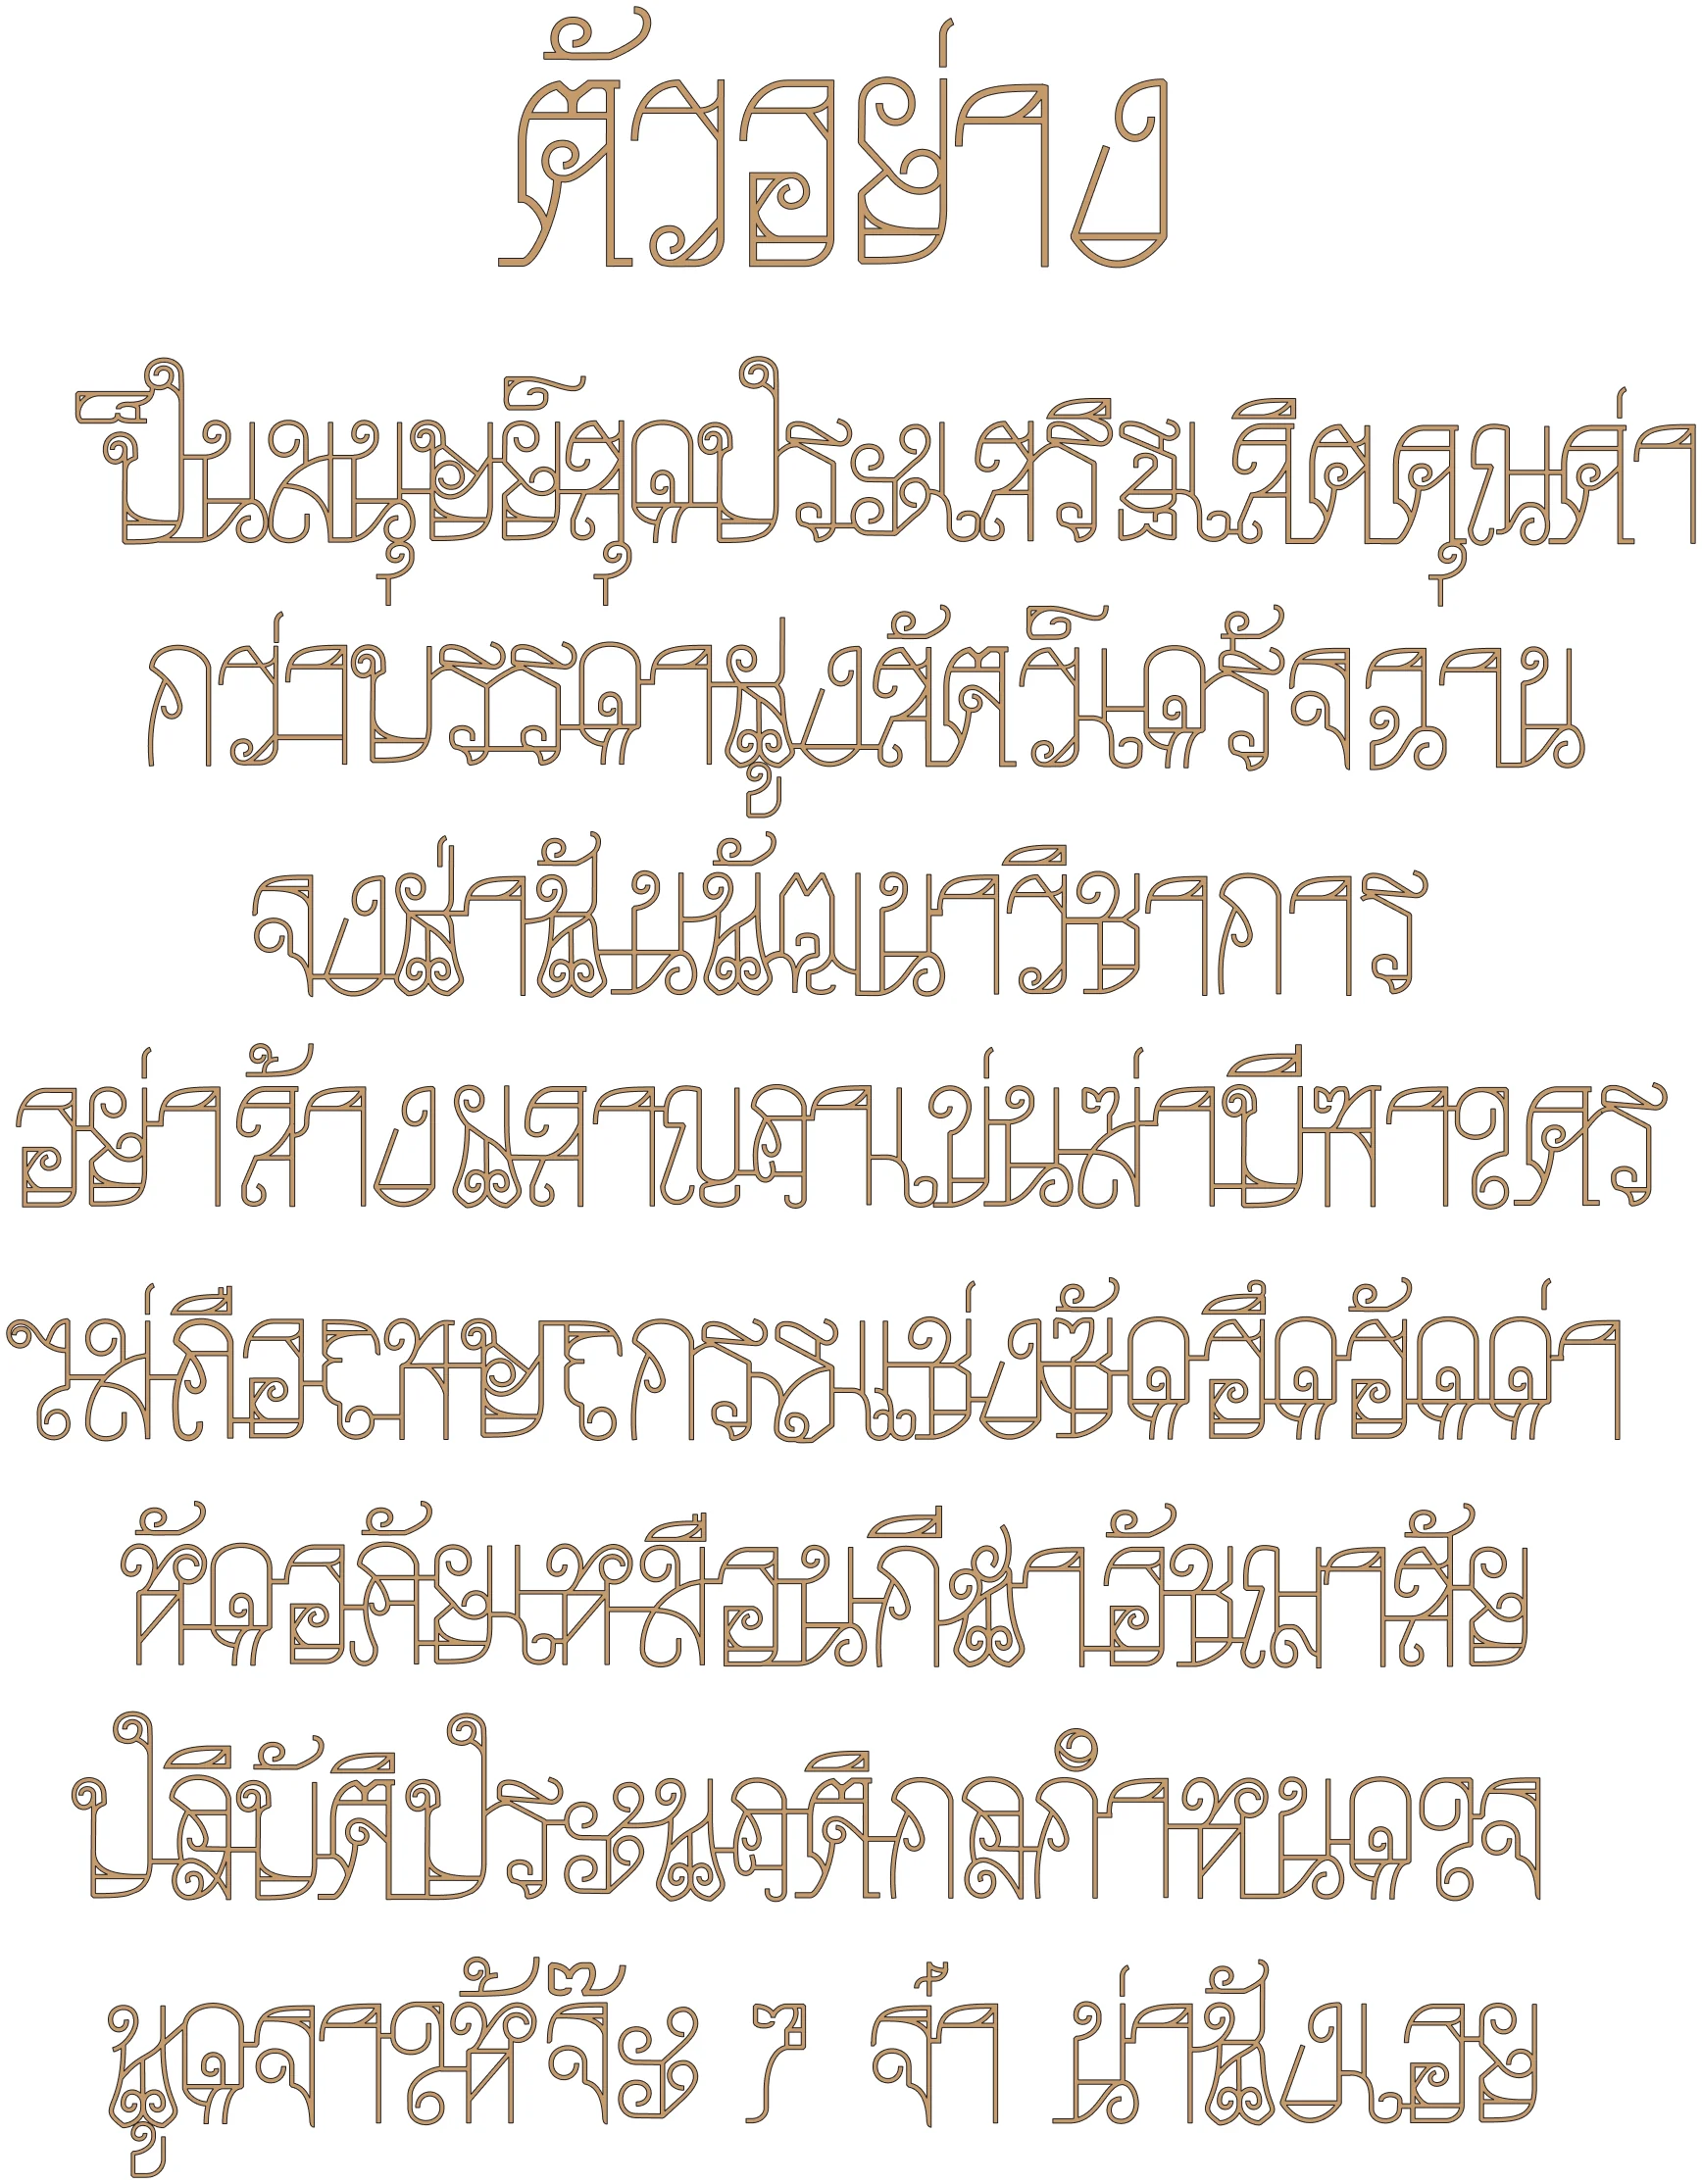 ตัวอย่าง
ป็นมนุษย์สุดประเสริฐเลิศคุณค่า
กว่าบรรดาฝูงสัตว์เดรัจฉาน
จงฝ่าฟันพัฒนาวิชาการ
อย่าล้างผลาญฤๅเข่นฆ่าบีฑาใคร
ไม่ถือโทษโกรธแช่งซัดฮึดฮัดด่า
หัดอภัยเหมือนกีฬาอัชฌาสัย
ปฏิบัติประพฤติกฎกำหนดใจ
พูดจาให้จ๊ะ ๆ จ๋า น่าฟังเอย